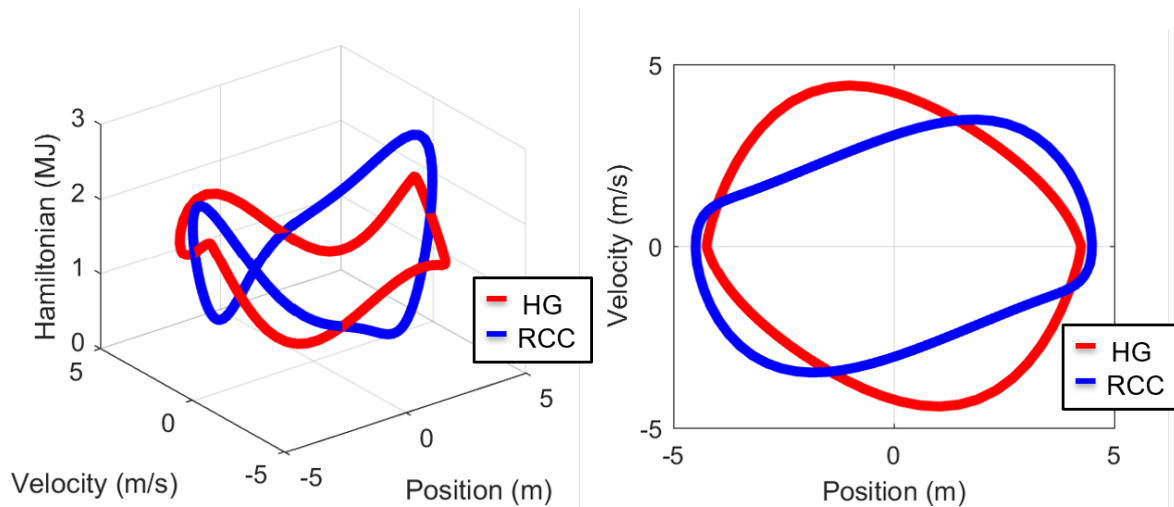 3
2
1
0
Hamiltonian (MJ)
5
0
-5
Velocity (m/s)
-5
0
5
Position (m)
HG
RCC
5
0
-5
Velocity (m/s)
-5
0
5
Position (m)
HG
RCC